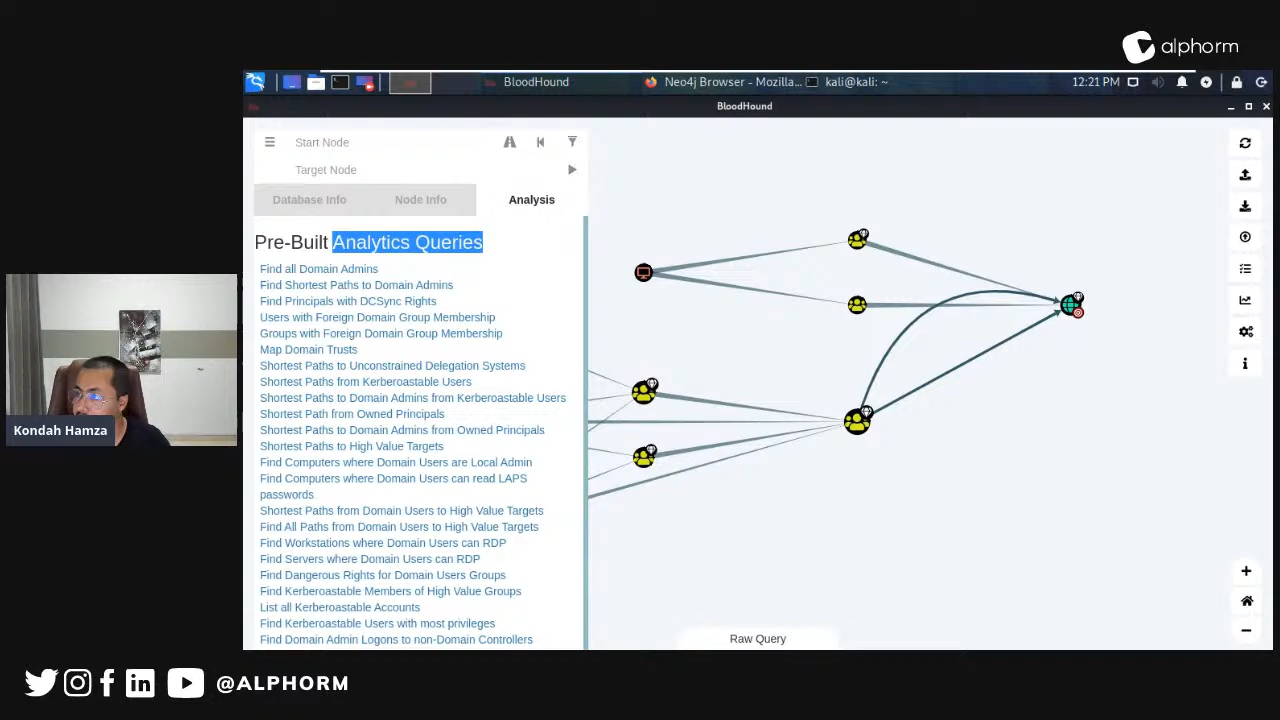 alphorm
BloodHound
Neo4j Browser - Mozilla...
kali@kali: ~
12:21 PM
BloodHound
Start Node
Target Node
Database Info
Node Info
Analysis
Pre-Built Analytics Queries
Find all Domain Admins
Find Shortest Paths to Domain Admins
Find Principals with DCSync Rights
Users with Foreign Domain Group Membership
Groups with Foreign Domain Group Membership
Map Domain Trusts
Shortest Paths to Unconstrained Delegation Systems
Shortest Paths from Kerberoastable Users
Shortest Paths to Domain Admins from Kerberoastable Users
Shortest Path from Owned Principals
Shortest Paths to Domain Admins from Owned Principals
Shortest Paths to High Value Targets
Find Computers where Domain Users are Local Admin
Find Computers where Domain Users can read LAPS
passwords
Shortest Paths from Domain Users to High Value Targets
Find All Paths from Domain Users to High Value Targets
Find Workstations where Domain Users can RDP
Find Servers where Domain Users can RDP
Find Dangerous Rights for Domain Users Groups
Find Kerberoastable Members of High Value Groups
List all Kerberoastable Accounts
Find Kerberoastable Users with most privileges
Find Domain Admin Logons to non-Domain Controllers
Raw Query
Kondah Hamza
@ALPHORM